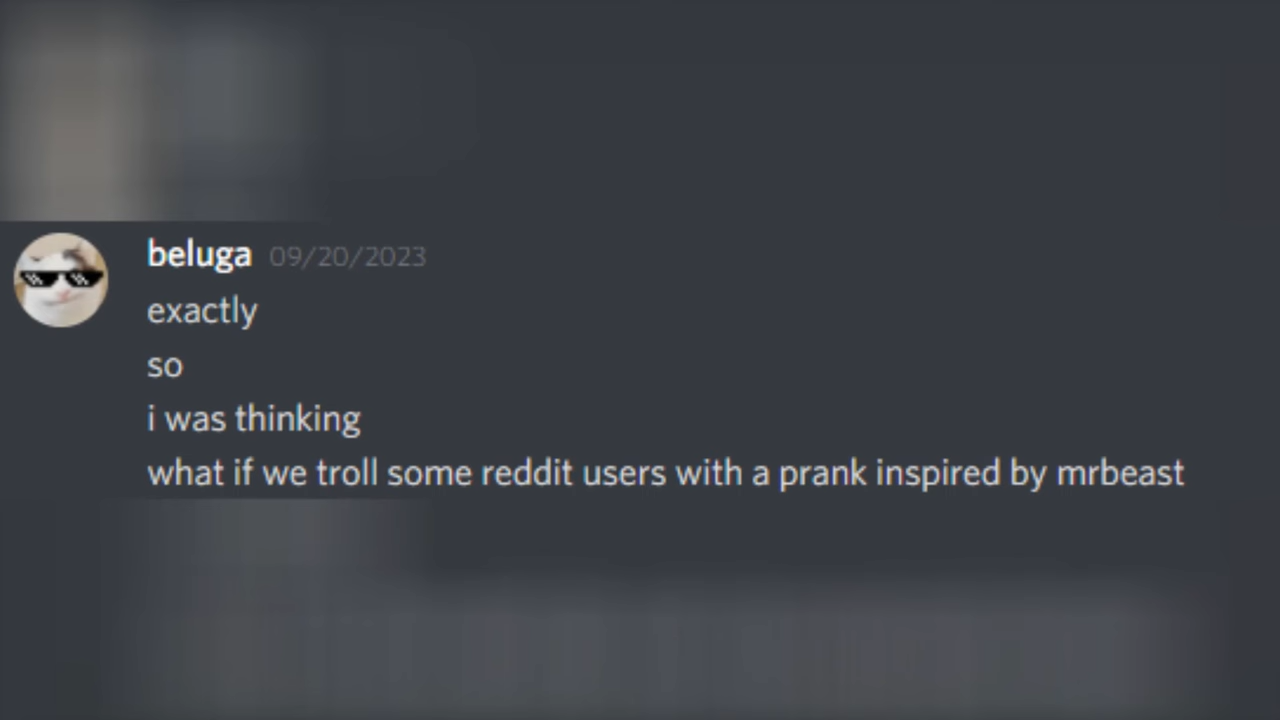 beluga 09/20/2023
exactly
so
i was thinking
what if we troll some reddit users with a prank inspired by mrbeast